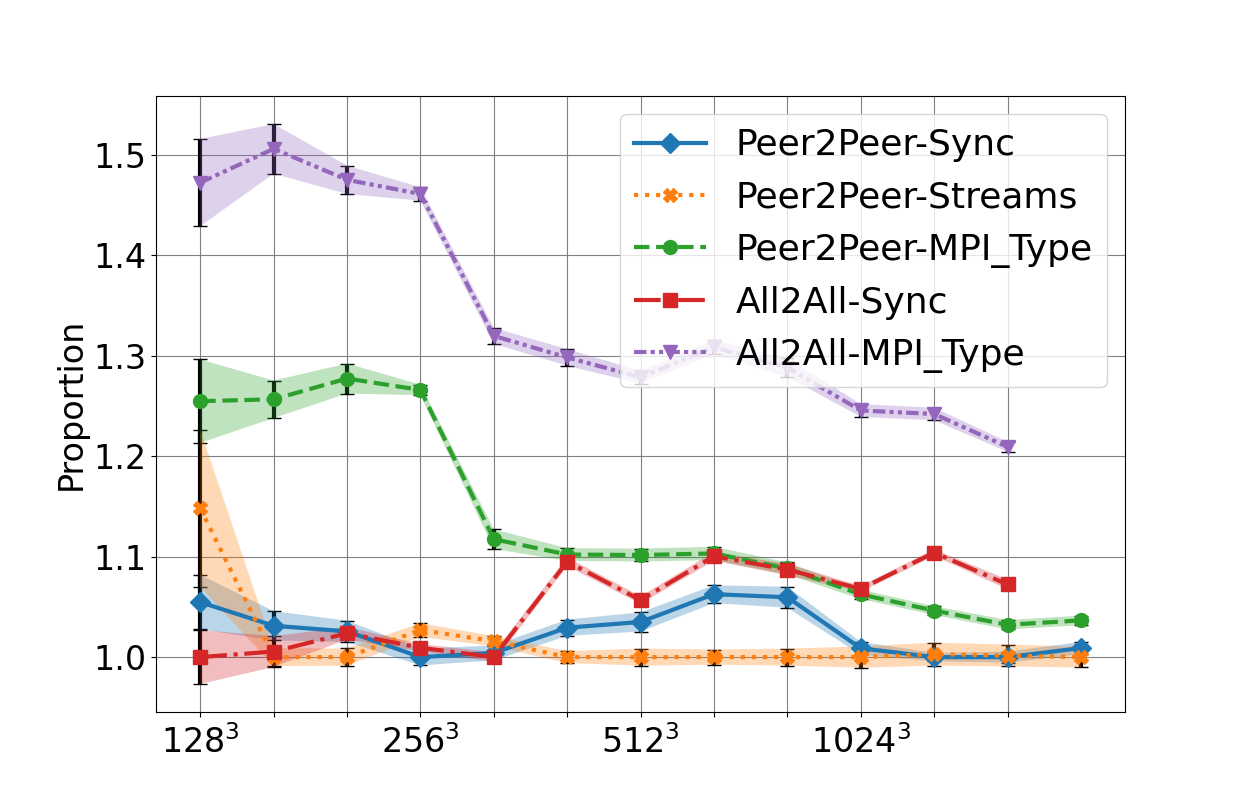 Proportion
1.5
1.4
1.3
1.2
1.1
1.0
128³
256³
512³
1024³
Peer2Peer-Sync
Peer2Peer-Streams
Peer2Peer-MPI_Type
All2All-Sync
All2All-MPI_Type